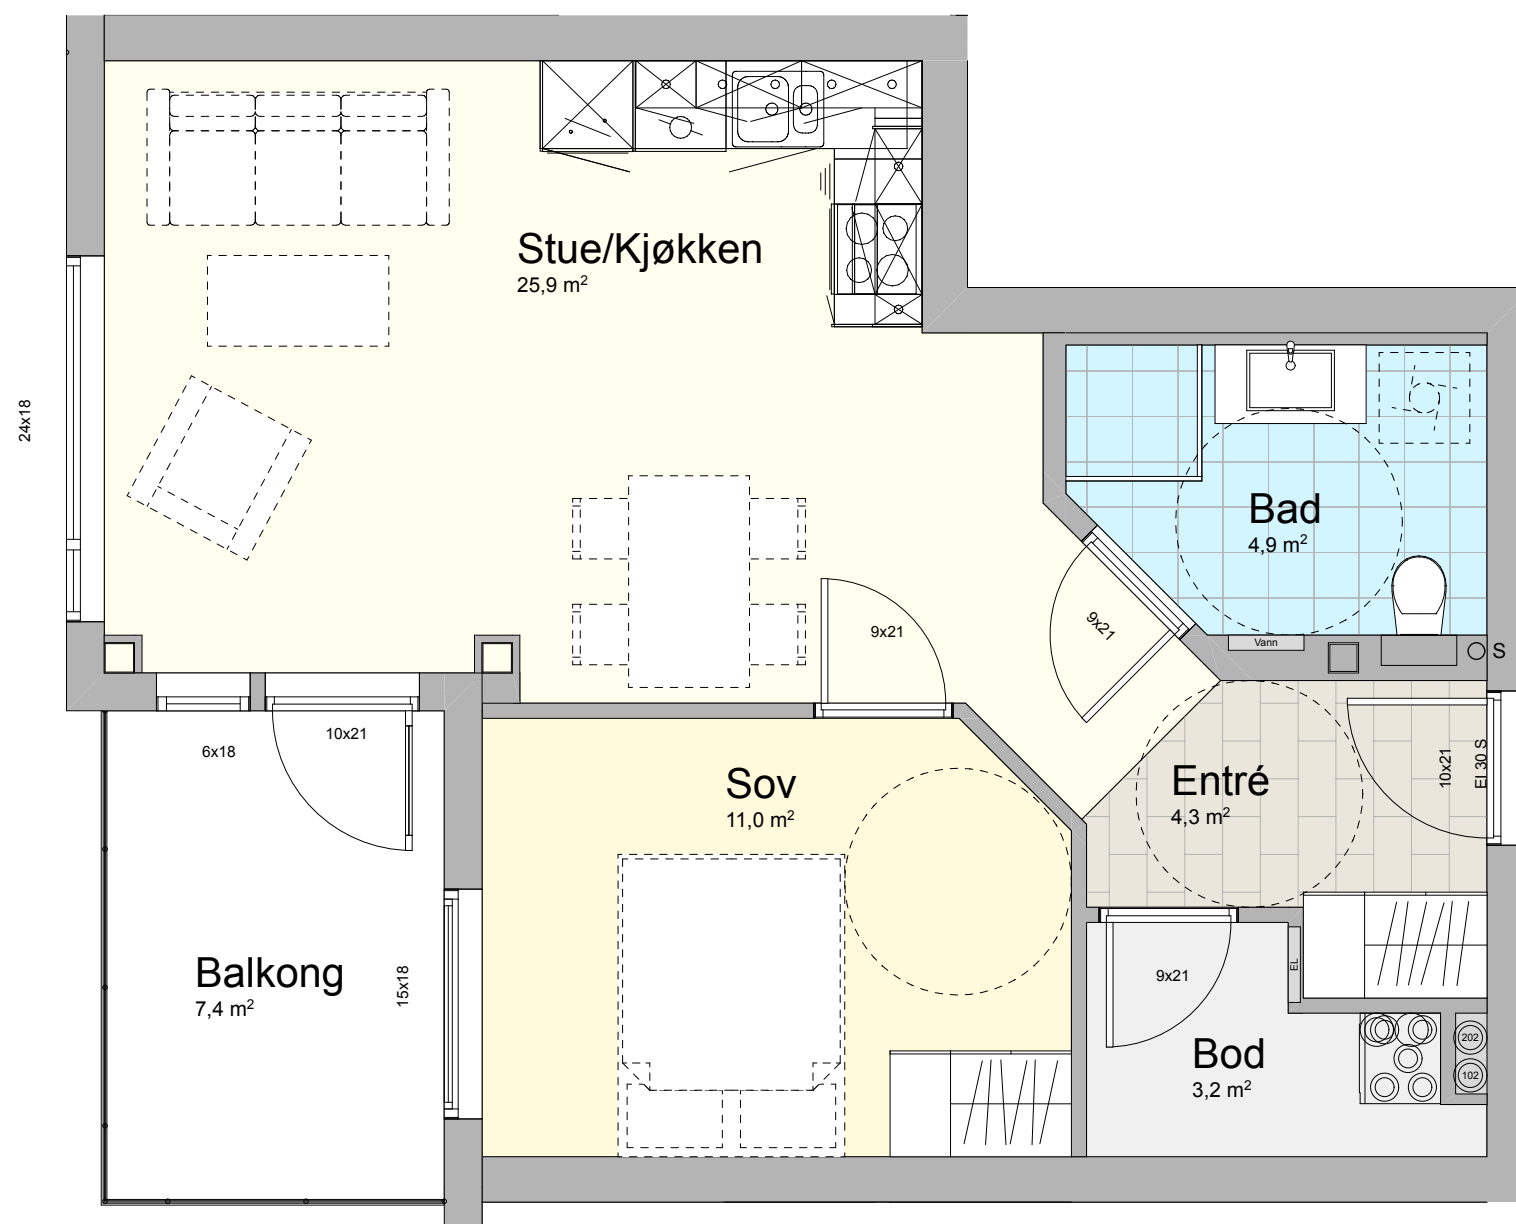 Stue/Kjøkken
25,9 m²
24x18
Bad
4,9 m²
9x21
9x21
Vann
S
6x18
10x21
Sov
11,0 m²
Entré
4,3 m²
10x21
EI 30 S
Balkong
7,4 m²
15x18
9x21
EL
Bod
3,2 m²
202
102